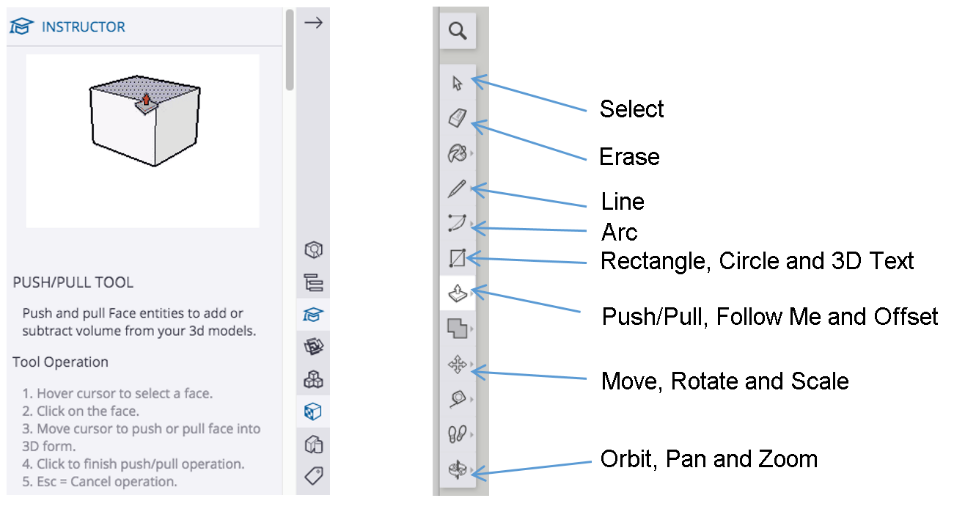 INSTRUCTOR
PUSH/PULL TOOL
Push and pull Face entities to add or
subtract volume from your 3d models.
Tool Operation
1. Hover cursor to select a face.
2. Click on the face.
3. Move cursor to push or pull face into
3D form.
4. Click to finish push/pull operation.
5. Esc = Cancel operation.
Select
Erase
Line
Arc
Rectangle, Circle and 3D Text
Push/Pull, Follow Me and Offset
Move, Rotate and Scale
Orbit, Pan and Zoom